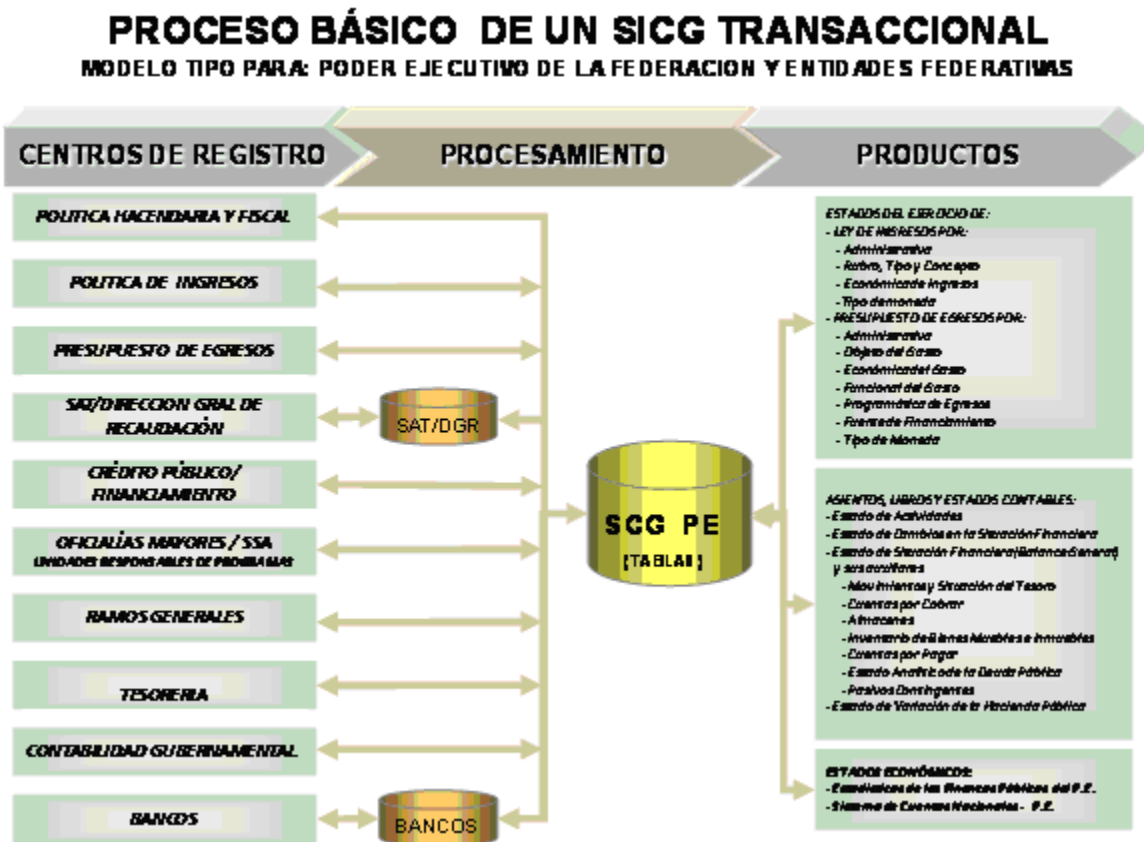 PROCESO BÁSICO DE UN SICG TRANSACCIONAL
MODELO TIPO PARA: PODER EJECUTIVO DE LA FEDERACION Y ENTIDADES FEDERATIVAS
CENTROS DE REGISTRO
PROCESAMIENTO
PRODUCTOS
POLITICA HACENDARIA Y FISCAL
POLITICA DE INGRESOS
PRESUPUESTO DE EGRESOS
SAT/DIRECCION GRAL DE
RECAUDACIÓN
CRÉDITO PÚBLICO/
FINANCIAMIENTO
OFICIALÍAS MAYORES / SSA
UNIDADES RESPONSABLES DE PROGRAMAS
RAMOS GENERALES
TESORERIA
CONTABILIDAD GUBERNAMENTAL
BANCOS
SAT/DGR
BANCOS
SCG PE
(TABLAS)
ESTADOS DEL EJERCICIO DE:
- LEY DE INGRESOS POR:
- Administrativa
- Rubro, Tipo y Concepto
- Económica de Ingresos
-Tipo de moneda
- PRESUPUESTO DE EGRESOS POR:
- Administrativa
- Objeto del Gasto
- Económica del Gasto
- Funcional del Gasto
- Programática de Egresos
- Fuente de Financiamiento
- Tipo de Moneda
ASIENTOS, LIBROS Y ESTADOS CONTABLES:
- Estado de Actividades
- Estado de Cambios en la Situación Financiera
- Estado de Situación Financiera(Balance General)
y sus auxiliares
- Movimientos y Situación del Tesoro
- Cuentas por Cobrar
- Almacenes
- Inventario de Bienes Muebles e Inmuebles
- Cuentas por Pagar
- Estado Analítico de la Deuda Pública
- Pasivos Contingentes
- Estado de Variación de la Hacienda Pública
ESTADOS ECONÓMICOS:
- Estadísticas de las Finanzas Públicas del P.E.
- Sistema de Cuentas Nacionales - P.E.